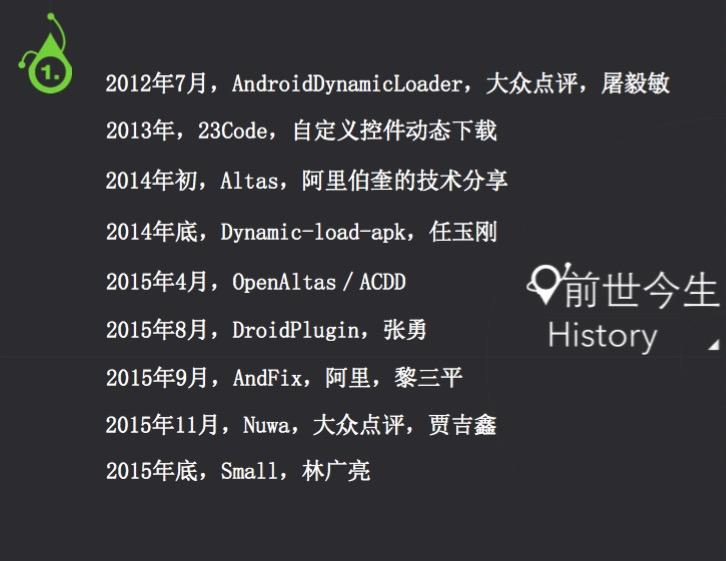 1.
2012年7月，AndroidDynamicLoader，大众点评，屠毅敏
2013年，23Code，自定义控件动态下载
2014年初，Altas，阿里伯奎的技术分享
2014年底，Dynamic-load-apk，任玉刚
2015年4月，OpenAltas / ACDD
2015年8月，DroidPlugin，张勇
2015年9月，AndFix，阿里，黎三平
2015年11月，Nuwa，大众点评，贾吉鑫
2015年底，Small，林广亮
前世今生
History